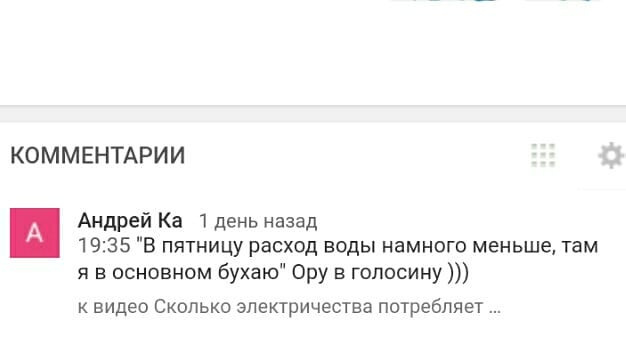 КОММЕНТАРИИ
А
Андрей Ка 1 день назад
19:35 "В пятницу расход воды намного меньше, там
я в основном бухаю" Ору в голосину )))
к видео Сколько электричества потребляет ...